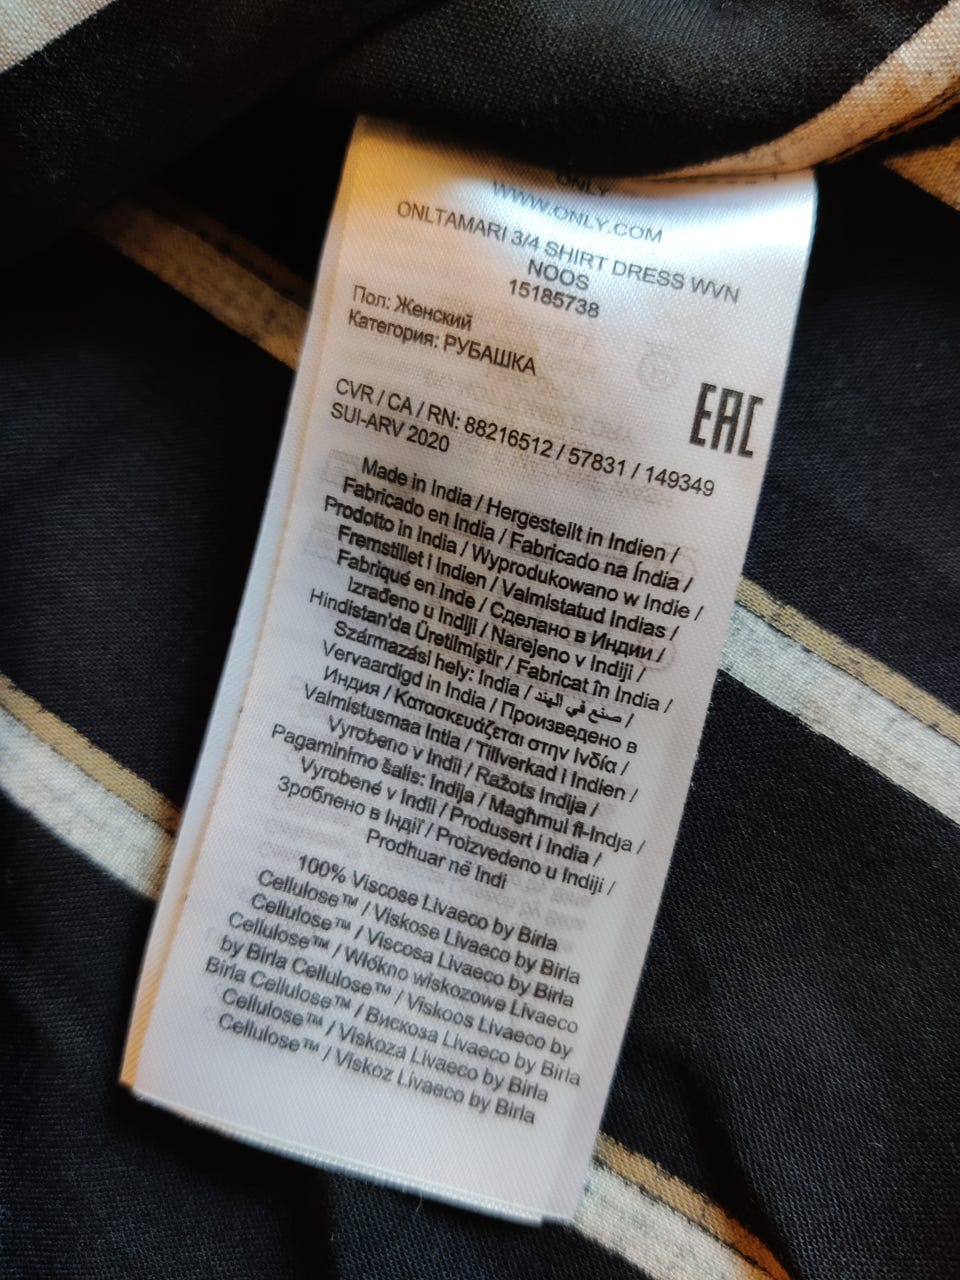 ONLY
WWW.ONLY.COM
ONLTAMARI 3/4 SHIRT DRESS WVN
NOOS
15185738
Пол: Женский
Категория: РУБАШКА
EAC
CVR / CA / RN: 88216512 / 57831 / 149349
SUI-ARV 2020
Made in India / Hergestellt in Indien /
Fabricado en India / Fabricado na Índia /
Prodotto in India / Wyprodukowano w Indie /
Fremstillet i Indien / Valmistatud Indias /
Fabriqué en Inde / Сделано в Индии /
Izrađeno u Indiji / Narejeno v Indiji /
Hindistan'da Üretilmiştir / Fabricat în India /
Származási hely: India / صنع في الهند /
Vervaardigd in India / Произведено в
Индия / Κατασκευάζεται στην Ινδία /
Valmistusmaa Intia / Tillverkad i Indien /
Vyrobeno v Indii / Ražots Indija /
Pagaminimo šalis: Indija / Magħmul fl-Indja /
Vyrobené v Indii / Produsert i India /
Зроблено в Індії / Proizvedeno u Indiji /
Prodhuar në Indi
100% Viscose Livaeco by Birla
Cellulose™ / Viskose Livaeco by Birla
Cellulose™ / Viscosa Livaeco by Birla
Cellulose™ / Włókno wiskozowe Livaeco
by Birla Cellulose™ / Viskoos Livaeco by
Birla Cellulose™ / Вискоза Livaeco by Birla
Cellulose™ / Viskoza Livaeco by Birla
Cellulose™ / Viskoz Livaeco by Birla